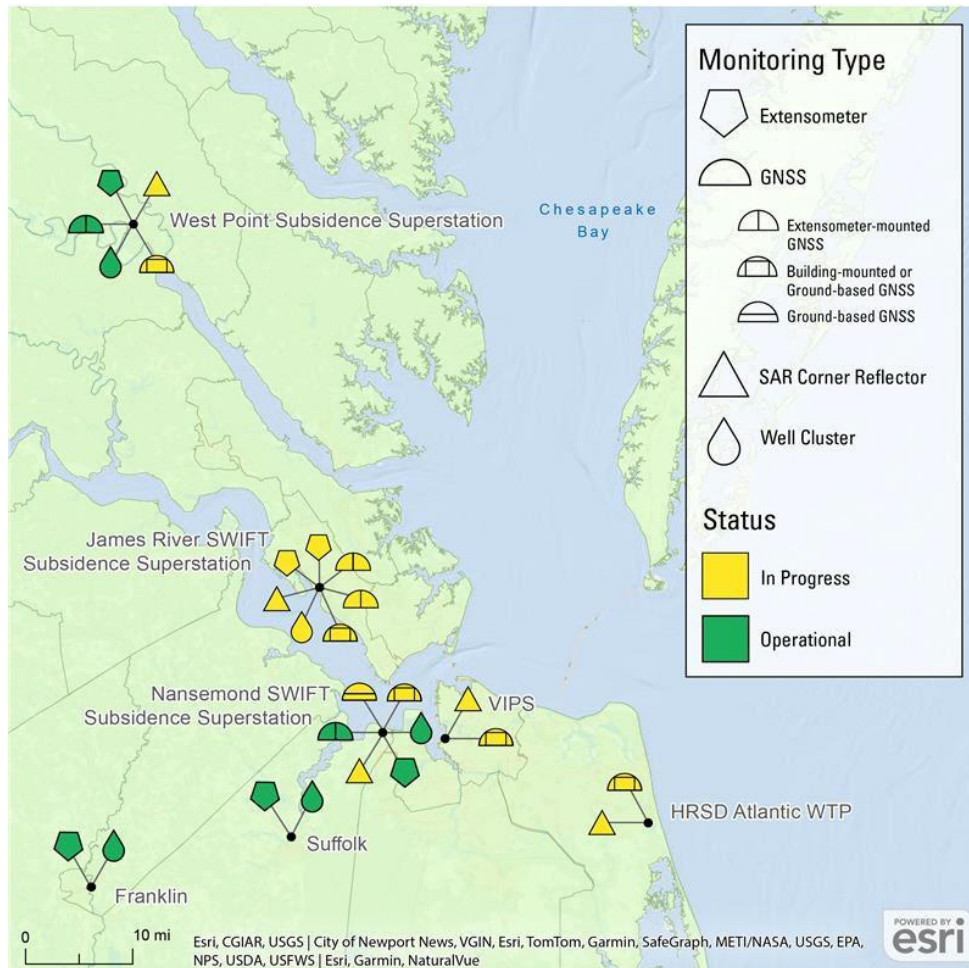 Monitoring Type
Extensometer
GNSS
Extensometer-mounted
GNSS
Building-mounted or
Ground-based GNSS
Ground-based GNSS
SAR Corner Reflector
Well Cluster
Status
In Progress
Operational
Chesapeake
Bay
West Point Subsidence Superstation
James River SWIFT
Subsidence Superstation
Nansemond SWIFT
Subsidence Superstation
VIPS
HRSD Atlantic WTP
Suffolk
Franklin
0 10 mi
Esri, CGIAR, USGS | City of Newport News, VGIN, Esri, TomTom, Garmin, SafeGraph, METI/NASA, USGS, EPA,
NPS, USDA, USFWS | Esri, Garmin, NaturalVue
POWERED BY
esri